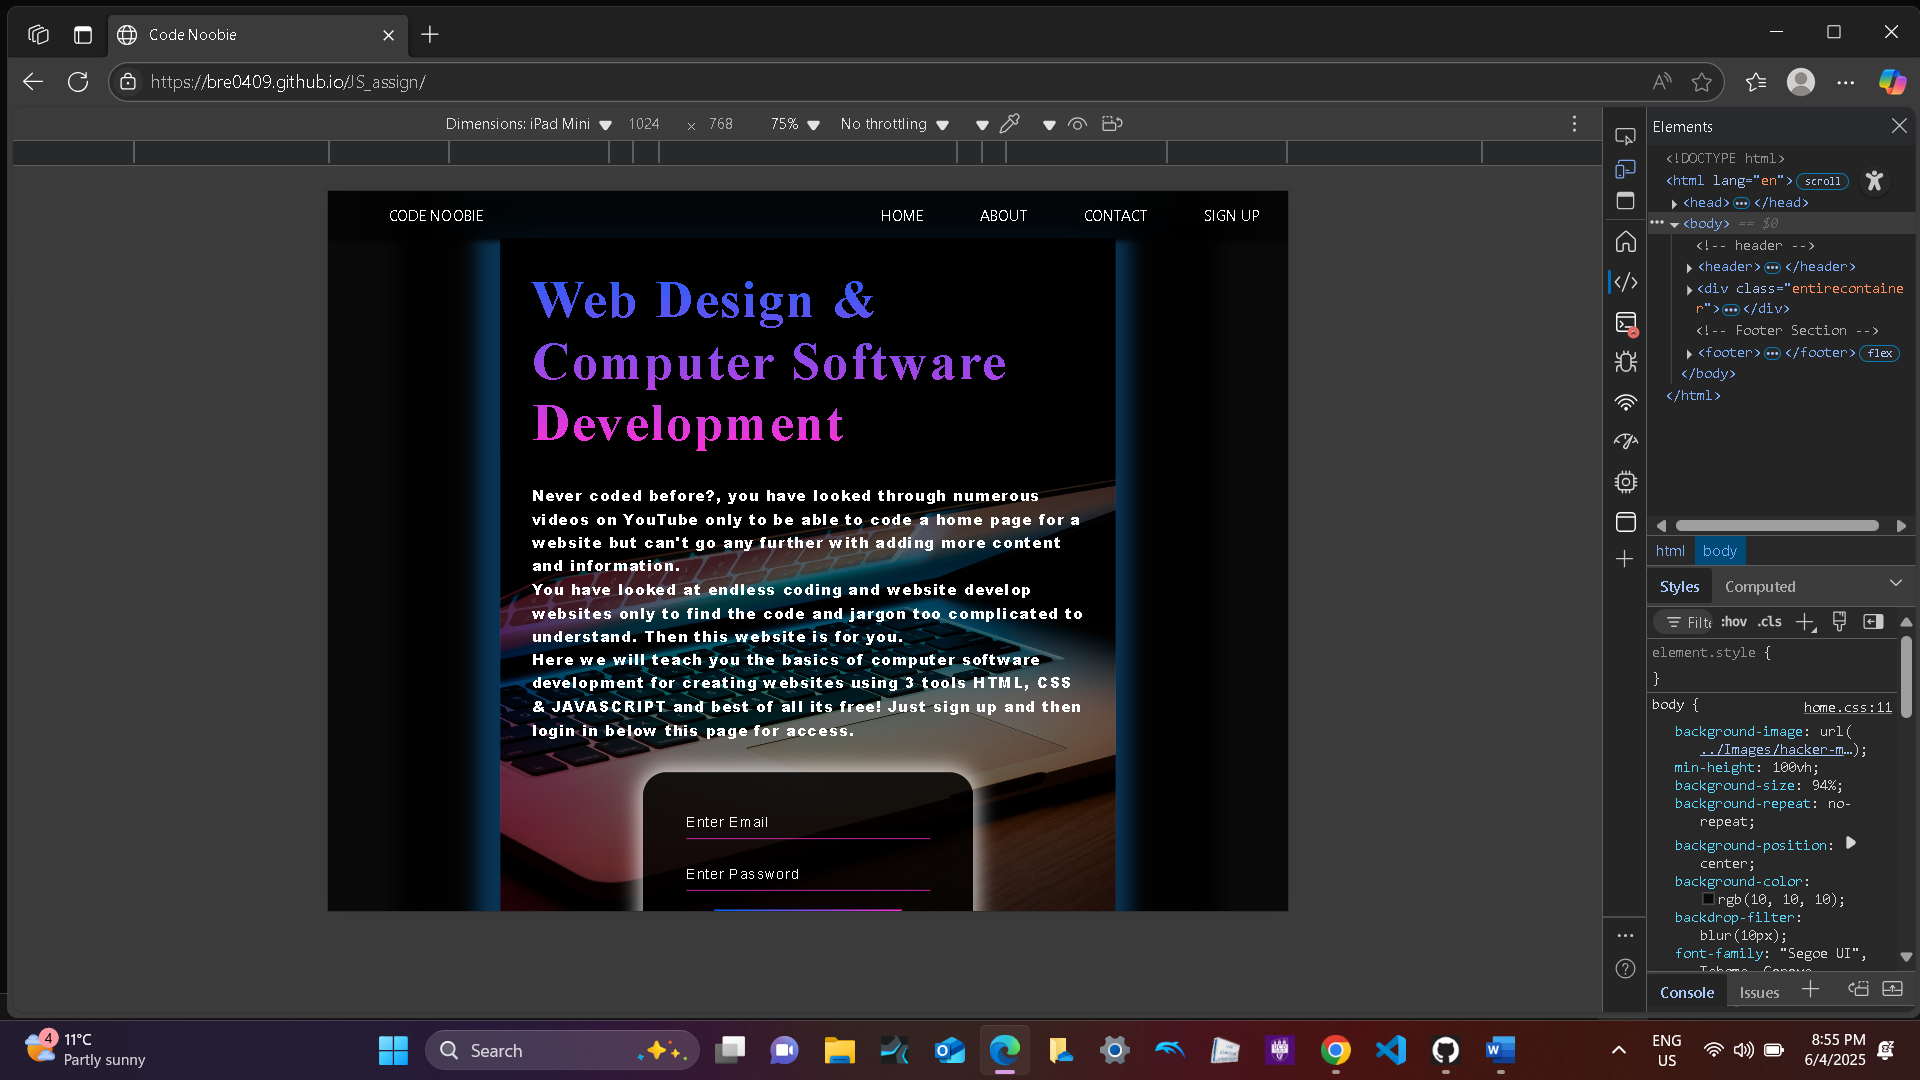 Code Noobie
https://bre0409.github.io/JS_assign/
Dimensions: iPad Mini 1024 × 768 75% No throttling
CODE NOOBIE HOME ABOUT CONTACT SIGN UP
Web Design &
Computer Software
Development
Never coded before?, you have looked through numerous
videos on YouTube only to be able to code a home page for a
website but can't go any further with adding more content
and information.
You have looked at endless coding and website develop
websites only to find the code and jargon too complicated to
understand. Then this website is for you.
Here we will teach you the basics of computer software
development for creating websites using 3 tools HTML, CSS
& JAVASCRIPT and best of all its free! Just sign up and then
login in below this page for access.
Enter Email
Enter Password
Elements
<!DOCTYPE html>
<html lang="en"> scroll
<head> ••• </head>
••• <body> == $0
<!-- header -->
<header> ••• </header>
<div class="entirecontaine
r"> ••• </div>
<!-- Footer Section -->
<footer> ••• </footer> flex
</body>
</html>
html body
Styles Computed
Filte :hov .cls
element.style {
}
body { home.css:11
background-image: url(
../Images/hacker-m…);
min-height: 100vh;
background-size: 94%;
background-repeat: no-
repeat;
background-position:
center;
background-color:
rgb(10, 10, 10);
backdrop-filter:
blur(10px);
font-family: "Segoe UI",
Console Issues
4
11°C
Partly sunny
Search
ENG
US
8:55 PM
6/4/2025